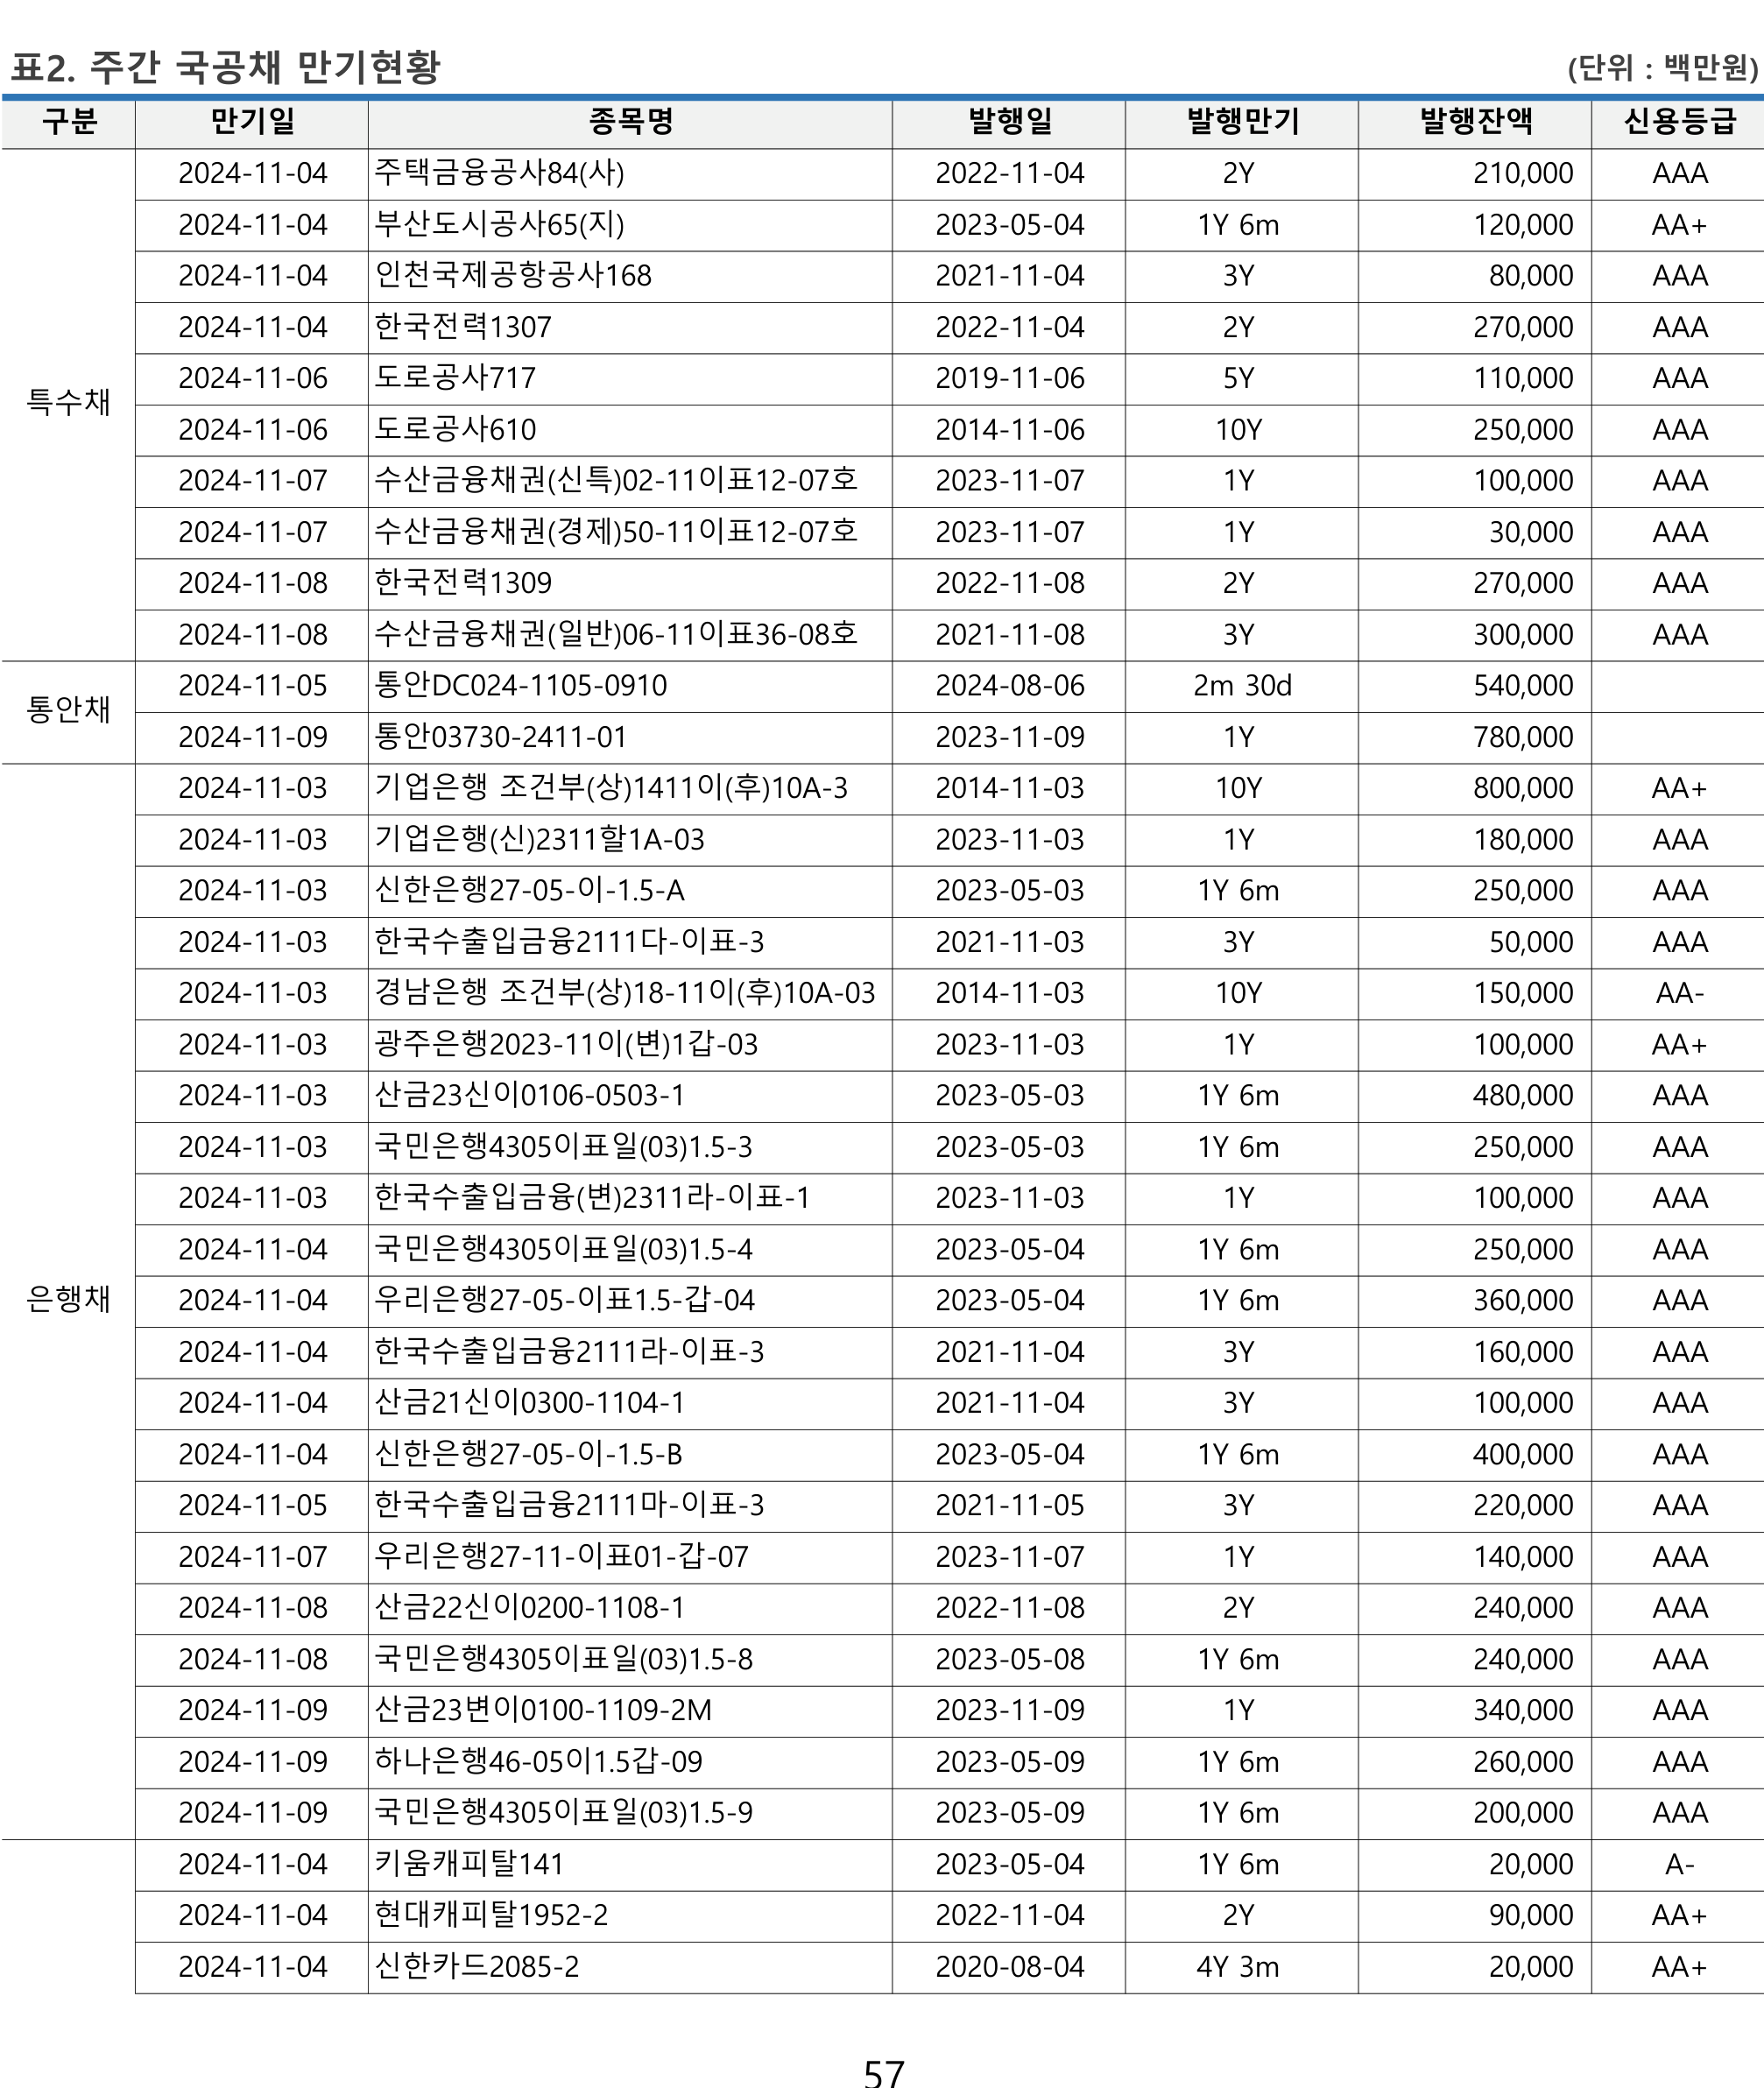 표2. 주간 국공채 만기현황 (단위 : 백만원)
구분 만기일 종목명 발행일 발행만기 발행잔액 신용등급
특수채
2024-11-04 주택금융공사84(사) 2022-11-04 2Y 210,000 AAA
2024-11-04 부산도시공사65(지) 2023-05-04 1Y 6m 120,000 AA+
2024-11-04 인천국제공항공사168 2021-11-04 3Y 80,000 AAA
2024-11-04 한국전력1307 2022-11-04 2Y 270,000 AAA
2024-11-06 도로공사717 2019-11-06 5Y 110,000 AAA
2024-11-06 도로공사610 2014-11-06 10Y 250,000 AAA
2024-11-07 수산금융채권(신특)02-11이표12-07호 2023-11-07 1Y 100,000 AAA
2024-11-07 수산금융채권(경제)50-11이표12-07호 2023-11-07 1Y 30,000 AAA
2024-11-08 한국전력1309 2022-11-08 2Y 270,000 AAA
2024-11-08 수산금융채권(일반)06-11이표36-08호 2021-11-08 3Y 300,000 AAA
통안채
2024-11-05 통안DC024-1105-0910 2024-08-06 2m 30d 540,000
2024-11-09 통안03730-2411-01 2023-11-09 1Y 780,000
은행채
2024-11-03 기업은행 조건부(상)1411이(후)10A-3 2014-11-03 10Y 800,000 AA+
2024-11-03 기업은행(신)2311할1A-03 2023-11-03 1Y 180,000 AAA
2024-11-03 신한은행27-05-이-1.5-A 2023-05-03 1Y 6m 250,000 AAA
2024-11-03 한국수출입금융2111다-이표-3 2021-11-03 3Y 50,000 AAA
2024-11-03 경남은행 조건부(상)18-11이(후)10A-03 2014-11-03 10Y 150,000 AA-
2024-11-03 광주은행2023-11이(변)1갑-03 2023-11-03 1Y 100,000 AA+
2024-11-03 산금23신이0106-0503-1 2023-05-03 1Y 6m 480,000 AAA
2024-11-03 국민은행4305이표일(03)1.5-3 2023-05-03 1Y 6m 250,000 AAA
2024-11-03 한국수출입금융(변)2311라-이표-1 2023-11-03 1Y 100,000 AAA
2024-11-04 국민은행4305이표일(03)1.5-4 2023-05-04 1Y 6m 250,000 AAA
2024-11-04 우리은행27-05-이표1.5-갑-04 2023-05-04 1Y 6m 360,000 AAA
2024-11-04 한국수출입금융2111라-이표-3 2021-11-04 3Y 160,000 AAA
2024-11-04 산금21신이0300-1104-1 2021-11-04 3Y 100,000 AAA
2024-11-04 신한은행27-05-이-1.5-B 2023-05-04 1Y 6m 400,000 AAA
2024-11-05 한국수출입금융2111마-이표-3 2021-11-05 3Y 220,000 AAA
2024-11-07 우리은행27-11-이표01-갑-07 2023-11-07 1Y 140,000 AAA
2024-11-08 산금22신이0200-1108-1 2022-11-08 2Y 240,000 AAA
2024-11-08 국민은행4305이표일(03)1.5-8 2023-05-08 1Y 6m 240,000 AAA
2024-11-09 산금23변이0100-1109-2M 2023-11-09 1Y 340,000 AAA
2024-11-09 하나은행46-05이1.5갑-09 2023-05-09 1Y 6m 260,000 AAA
2024-11-09 국민은행4305이표일(03)1.5-9 2023-05-09 1Y 6m 200,000 AAA
2024-11-04 키움캐피탈141 2023-05-04 1Y 6m 20,000 A-
2024-11-04 현대캐피탈1952-2 2022-11-04 2Y 90,000 AA+
2024-11-04 신한카드2085-2 2020-08-04 4Y 3m 20,000 AA+
57